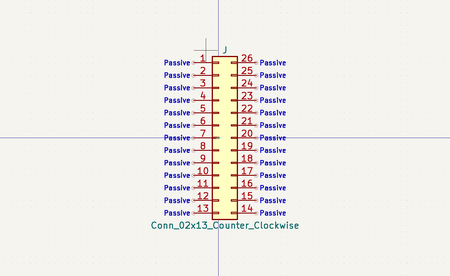 J
Passive 1 26 Passive
Passive 2 25 Passive
Passive 3 24 Passive
Passive 4 23 Passive
Passive 5 22 Passive
Passive 6 21 Passive
Passive 7 20 Passive
Passive 8 19 Passive
Passive 9 18 Passive
Passive 10 17 Passive
Passive 11 16 Passive
Passive 12 15 Passive
Passive 13 14 Passive
Conn_02x13_Counter_Clockwise